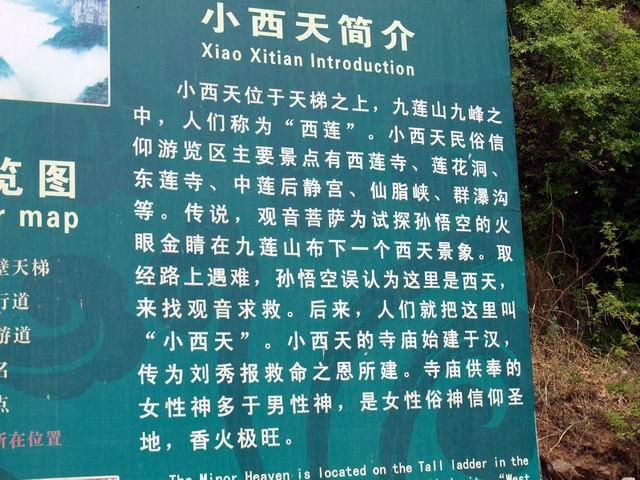 小西天简介
Xiao Xitian Introduction
小西天位于天梯之上，九莲山九峰之
中，人们称为“西莲”。小西天民俗信
仰游览区主要景点有西莲寺、莲花洞、
东莲寺、中莲后静宫、仙脂峡、群瀑沟
等。传说，观音菩萨为试探孙悟空的火
眼金睛在九莲山布下一个西天景象。取
经路上遇难，孙悟空误认为这里是西天，
来找观音求救。后来，人们就把这里叫
“小西天”。小西天的寺庙始建于汉，
传为刘秀报救命之恩所建。寺庙供奉的
女性神多于男性神，是女性俗神信仰圣
地，香火极旺。
The Minor Heaven is located on the Tall ladder in the
“West
览图
r map
壁天梯
行道
游道
名
点
所在位置